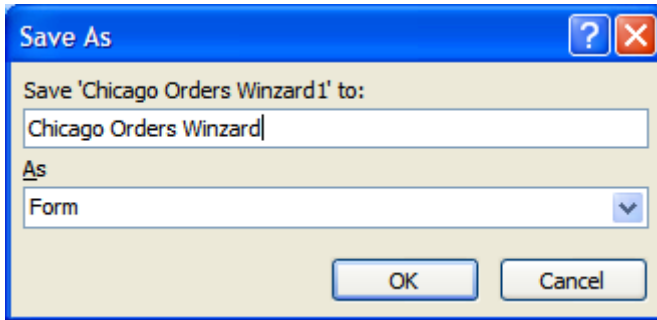 Save As
Save 'Chicago Orders Winzard1' to:
Chicago Orders Winzard
As
Form
OK Cancel